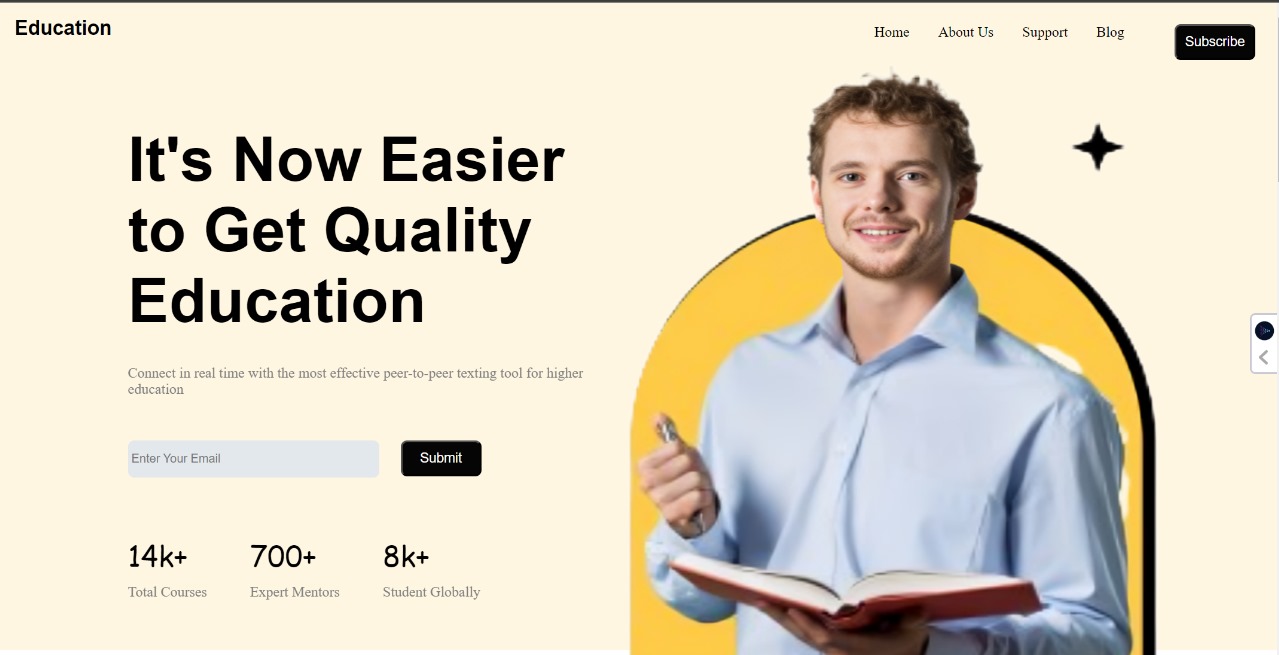 Education
Home
About Us
Support
Blog
Subscribe
It's Now Easier
to Get Quality
Education
Connect in real time with the most effective peer-to-peer texting tool for higher
education
Enter Your Email
Submit
14k+
700+
8k+
Total Courses
Expert Mentors
Student Globally